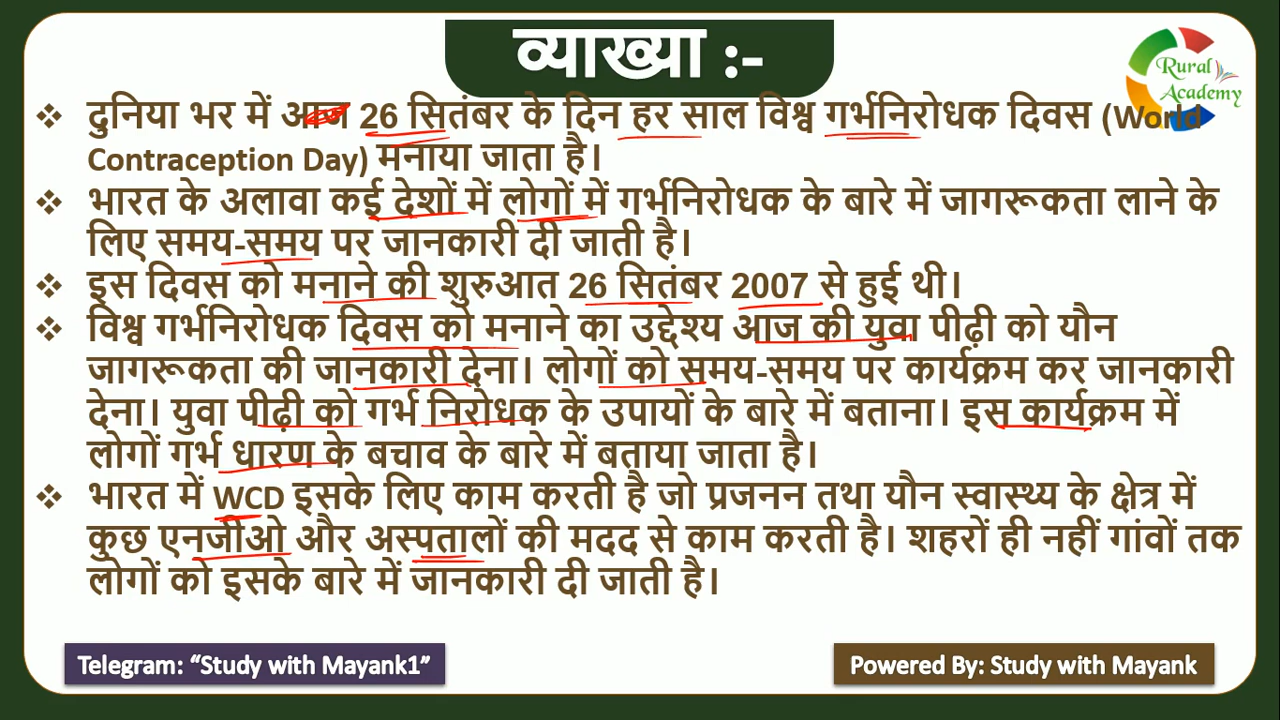 व्याख्या :-
Rural
Academy
❖ दुनिया भर में आज 26 सितंबर के दिन हर साल विश्व गर्भनिरोधक दिवस (World
Contraception Day) मनाया जाता है।
❖ भारत के अलावा कई देशों में लोगों में गर्भनिरोधक के बारे में जागरूकता लाने के
लिए समय-समय पर जानकारी दी जाती है।
❖ इस दिवस को मनाने की शुरुआत 26 सितंबर 2007 से हुई थी।
❖ विश्व गर्भनिरोधक दिवस को मनाने का उद्देश्य आज की युवा पीढ़ी को यौन
जागरूकता की जानकारी देना। लोगों को समय-समय पर कार्यक्रम कर जानकारी
देना। युवा पीढ़ी को गर्भ निरोधक के उपायों के बारे में बताना। इस कार्यक्रम में
लोगों गर्भ धारण के बचाव के बारे में बताया जाता है।
❖ भारत में WCD इसके लिए काम करती है जो प्रजनन तथा यौन स्वास्थ्य के क्षेत्र में
कुछ एनजीओ और अस्पतालों की मदद से काम करती है। शहरों ही नहीं गांवों तक
लोगों को इसके बारे में जानकारी दी जाती है।
Telegram: “Study with Mayank1”
Powered By: Study with Mayank